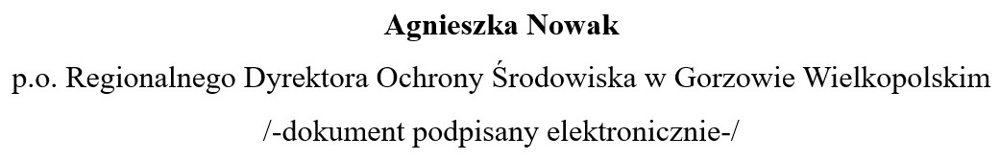 Agnieszka Nowak
p.o. Regionalnego Dyrektora Ochrony Środowiska w Gorzowie Wielkopolskim
/-dokument podpisany elektronicznie-/